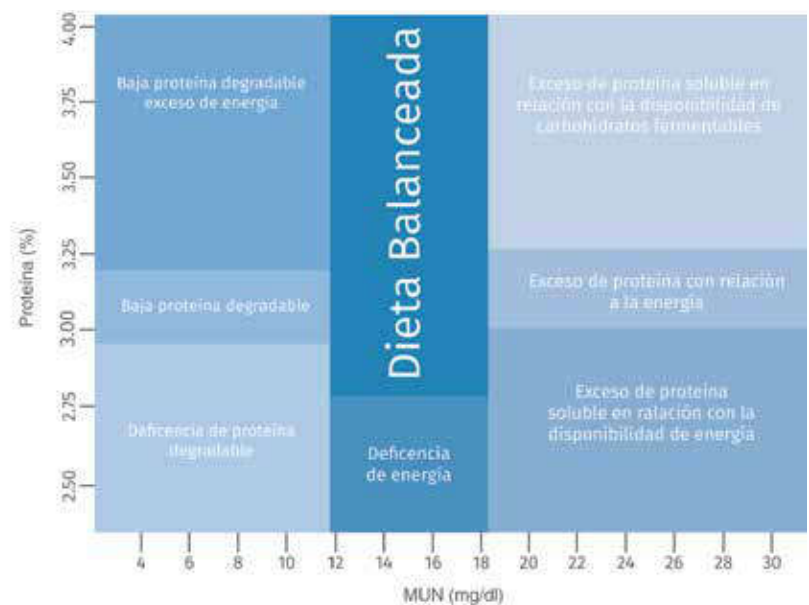 4.00
3.75
3.50
3.25
3.00
2.75
2.50
Proteína (%)
Baja proteína degradable
exceso de energía
Baja proteína degradable
Deficencia de proteína
degradable
Dieta Balanceada
Deficencia
de energía
Exceso de proteína soluble en
relación con la disponibilidad de
carbohidratos fermentables
Exceso de proteína con relación
a la energía
Exceso de proteína
soluble en ralación con la
disponibilidad de energía
4 6 8 10 12 14 16 18 20 22 24 26 28 30
MUN (mg/dl)